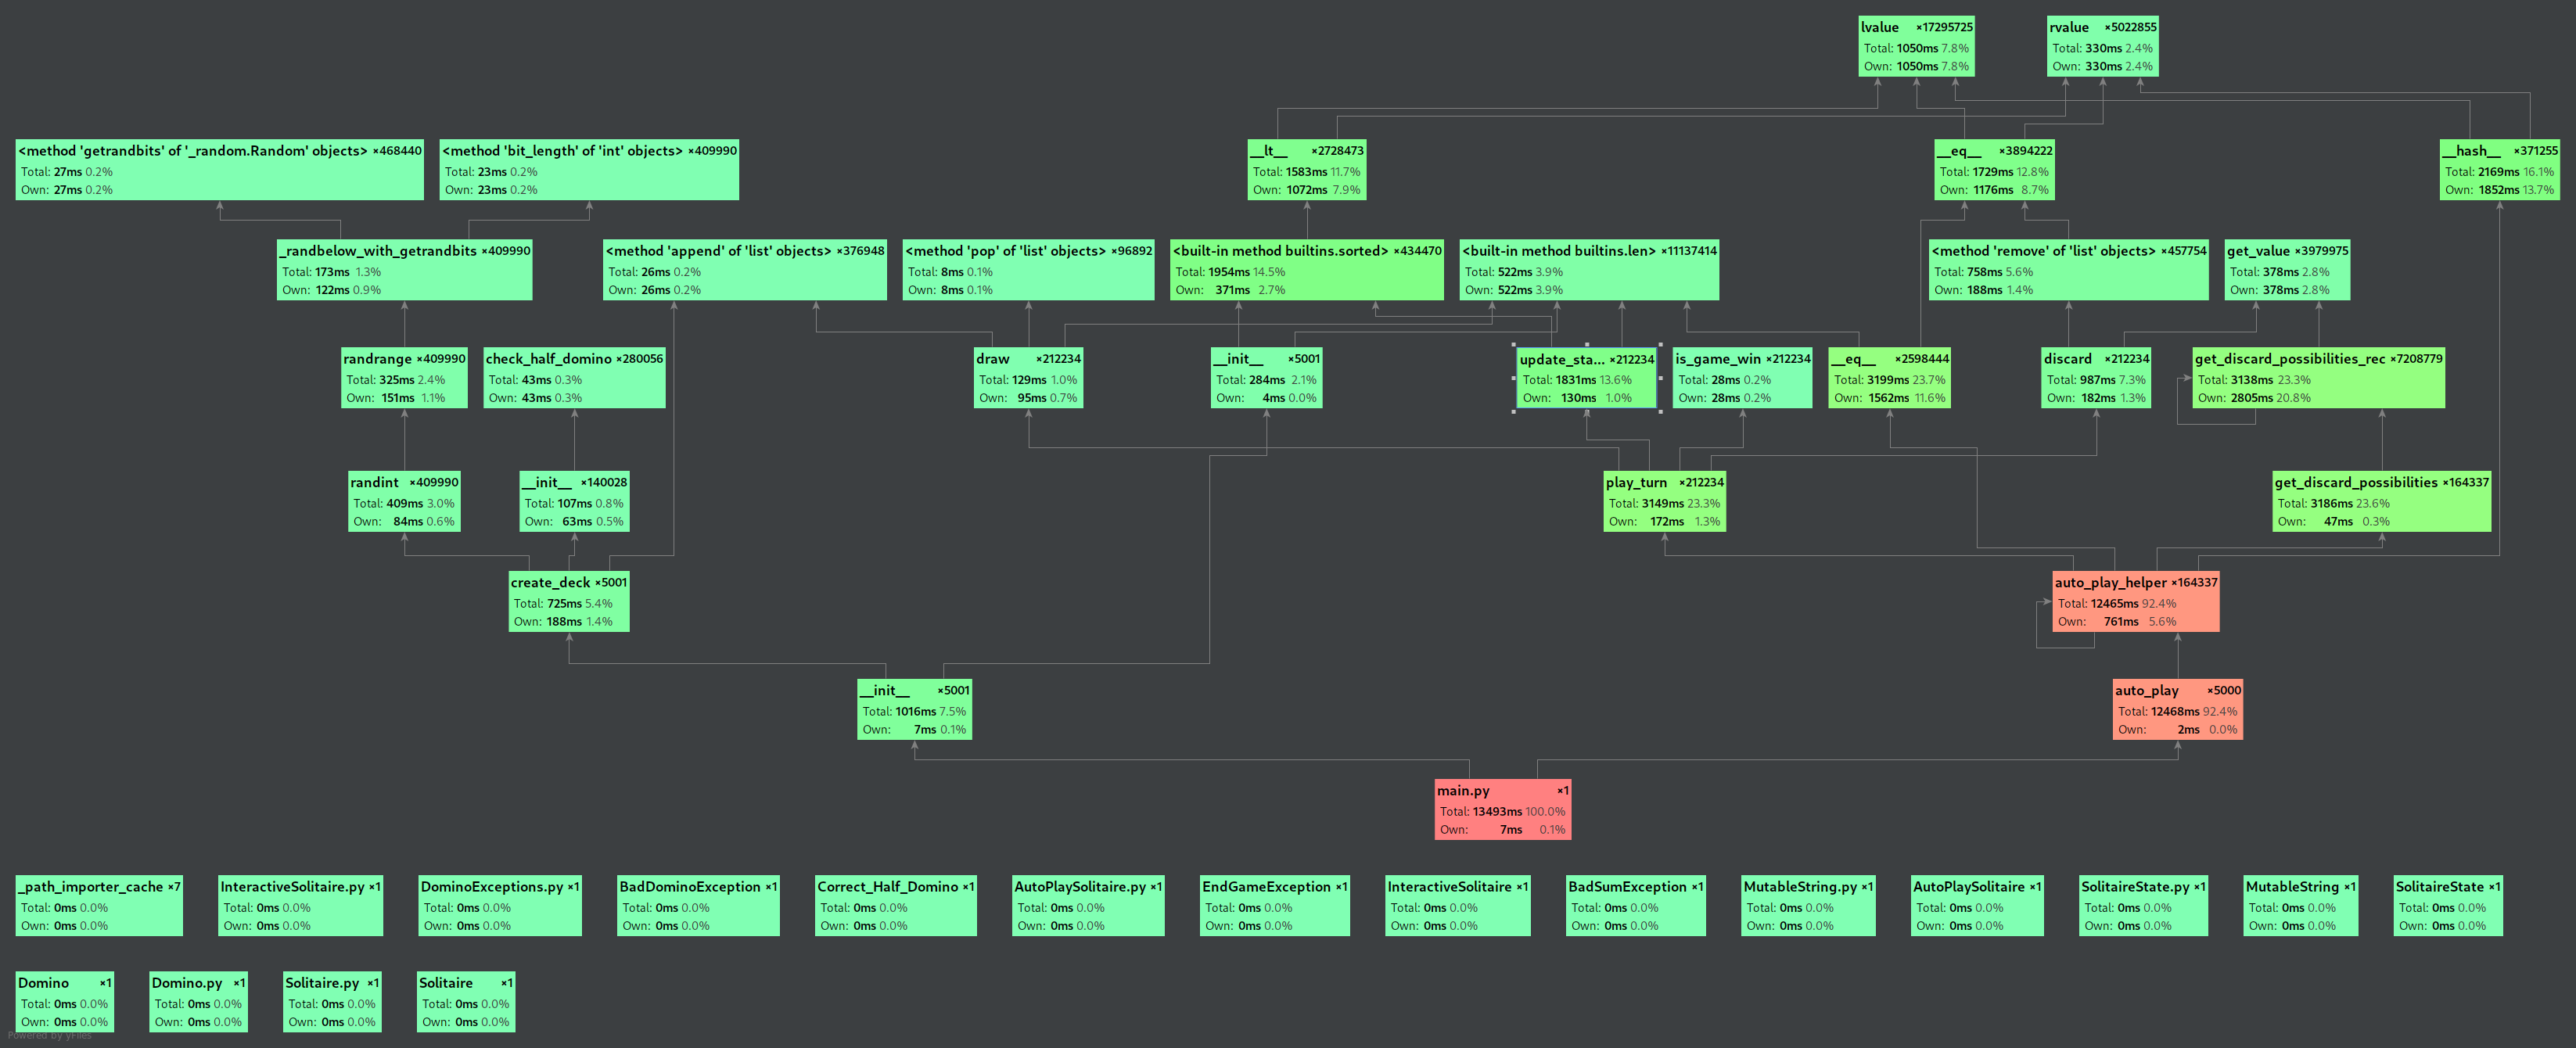 lvalue ×17295725
Total: 1050ms 7.8%
Own: 1050ms 7.8%
rvalue ×5022855
Total: 330ms 2.4%
Own: 330ms 2.4%
<method 'getrandbits' of '_random.Random' objects> ×468440
Total: 27ms 0.2%
Own: 27ms 0.2%
<method 'bit_length' of 'int' objects> ×409990
Total: 23ms 0.2%
Own: 23ms 0.2%
__lt__ ×2728473
Total: 1583ms 11.7%
Own: 1072ms 7.9%
__eq__ ×3894222
Total: 1729ms 12.8%
Own: 1176ms 8.7%
__hash__ ×371255
Total: 2169ms 16.1%
Own: 1852ms 13.7%
_randbelow_with_getrandbits ×409990
Total: 173ms 1.3%
Own: 122ms 0.9%
<method 'append' of 'list' objects> ×376948
Total: 26ms 0.2%
Own: 26ms 0.2%
<method 'pop' of 'list' objects> ×96892
Total: 8ms 0.1%
Own: 8ms 0.1%
<built-in method builtins.sorted> ×434470
Total: 1954ms 14.5%
Own: 371ms 2.7%
<built-in method builtins.len> ×11137414
Total: 522ms 3.9%
Own: 522ms 3.9%
<method 'remove' of 'list' objects> ×457754
Total: 758ms 5.6%
Own: 188ms 1.4%
get_value ×3979975
Total: 378ms 2.8%
Own: 378ms 2.8%
randrange ×409990
Total: 325ms 2.4%
Own: 151ms 1.1%
check_half_domino ×280056
Total: 43ms 0.3%
Own: 43ms 0.3%
draw ×212234
Total: 129ms 1.0%
Own: 95ms 0.7%
__init__ ×5001
Total: 284ms 2.1%
Own: 4ms 0.0%
update_sta... ×212234
Total: 1831ms 13.6%
Own: 130ms 1.0%
is_game_win ×212234
Total: 28ms 0.2%
Own: 28ms 0.2%
__eq__ ×2598444
Total: 3199ms 23.7%
Own: 1562ms 11.6%
discard ×212234
Total: 987ms 7.3%
Own: 182ms 1.3%
get_discard_possibilities_rec ×7208779
Total: 3138ms 23.3%
Own: 2805ms 20.8%
randint ×409990
Total: 409ms 3.0%
Own: 84ms 0.6%
__init__ ×140028
Total: 107ms 0.8%
Own: 63ms 0.5%
play_turn ×212234
Total: 3149ms 23.3%
Own: 172ms 1.3%
get_discard_possibilities ×164337
Total: 3186ms 23.6%
Own: 47ms 0.3%
create_deck ×5001
Total: 725ms 5.4%
Own: 188ms 1.4%
auto_play_helper ×164337
Total: 12465ms 92.4%
Own: 761ms 5.6%
__init__ ×5001
Total: 1016ms 7.5%
Own: 7ms 0.1%
auto_play ×5000
Total: 12468ms 92.4%
Own: 2ms 0.0%
main.py ×1
Total: 13493ms 100.0%
Own: 7ms 0.1%
_path_importer_cache ×7
Total: 0ms 0.0%
Own: 0ms 0.0%
InteractiveSolitaire.py ×1
Total: 0ms 0.0%
Own: 0ms 0.0%
DominoExceptions.py ×1
Total: 0ms 0.0%
Own: 0ms 0.0%
BadDominoException ×1
Total: 0ms 0.0%
Own: 0ms 0.0%
Correct_Half_Domino ×1
Total: 0ms 0.0%
Own: 0ms 0.0%
AutoPlaySolitaire.py ×1
Total: 0ms 0.0%
Own: 0ms 0.0%
EndGameException ×1
Total: 0ms 0.0%
Own: 0ms 0.0%
InteractiveSolitaire ×1
Total: 0ms 0.0%
Own: 0ms 0.0%
BadSumException ×1
Total: 0ms 0.0%
Own: 0ms 0.0%
MutableString.py ×1
Total: 0ms 0.0%
Own: 0ms 0.0%
AutoPlaySolitaire ×1
Total: 0ms 0.0%
Own: 0ms 0.0%
SolitaireState.py ×1
Total: 0ms 0.0%
Own: 0ms 0.0%
MutableString ×1
Total: 0ms 0.0%
Own: 0ms 0.0%
SolitaireState ×1
Total: 0ms 0.0%
Own: 0ms 0.0%
Domino ×1
Total: 0ms 0.0%
Own: 0ms 0.0%
Domino.py ×1
Total: 0ms 0.0%
Own: 0ms 0.0%
Solitaire.py ×1
Total: 0ms 0.0%
Own: 0ms 0.0%
Solitaire ×1
Total: 0ms 0.0%
Own: 0ms 0.0%
Powered by yFiles